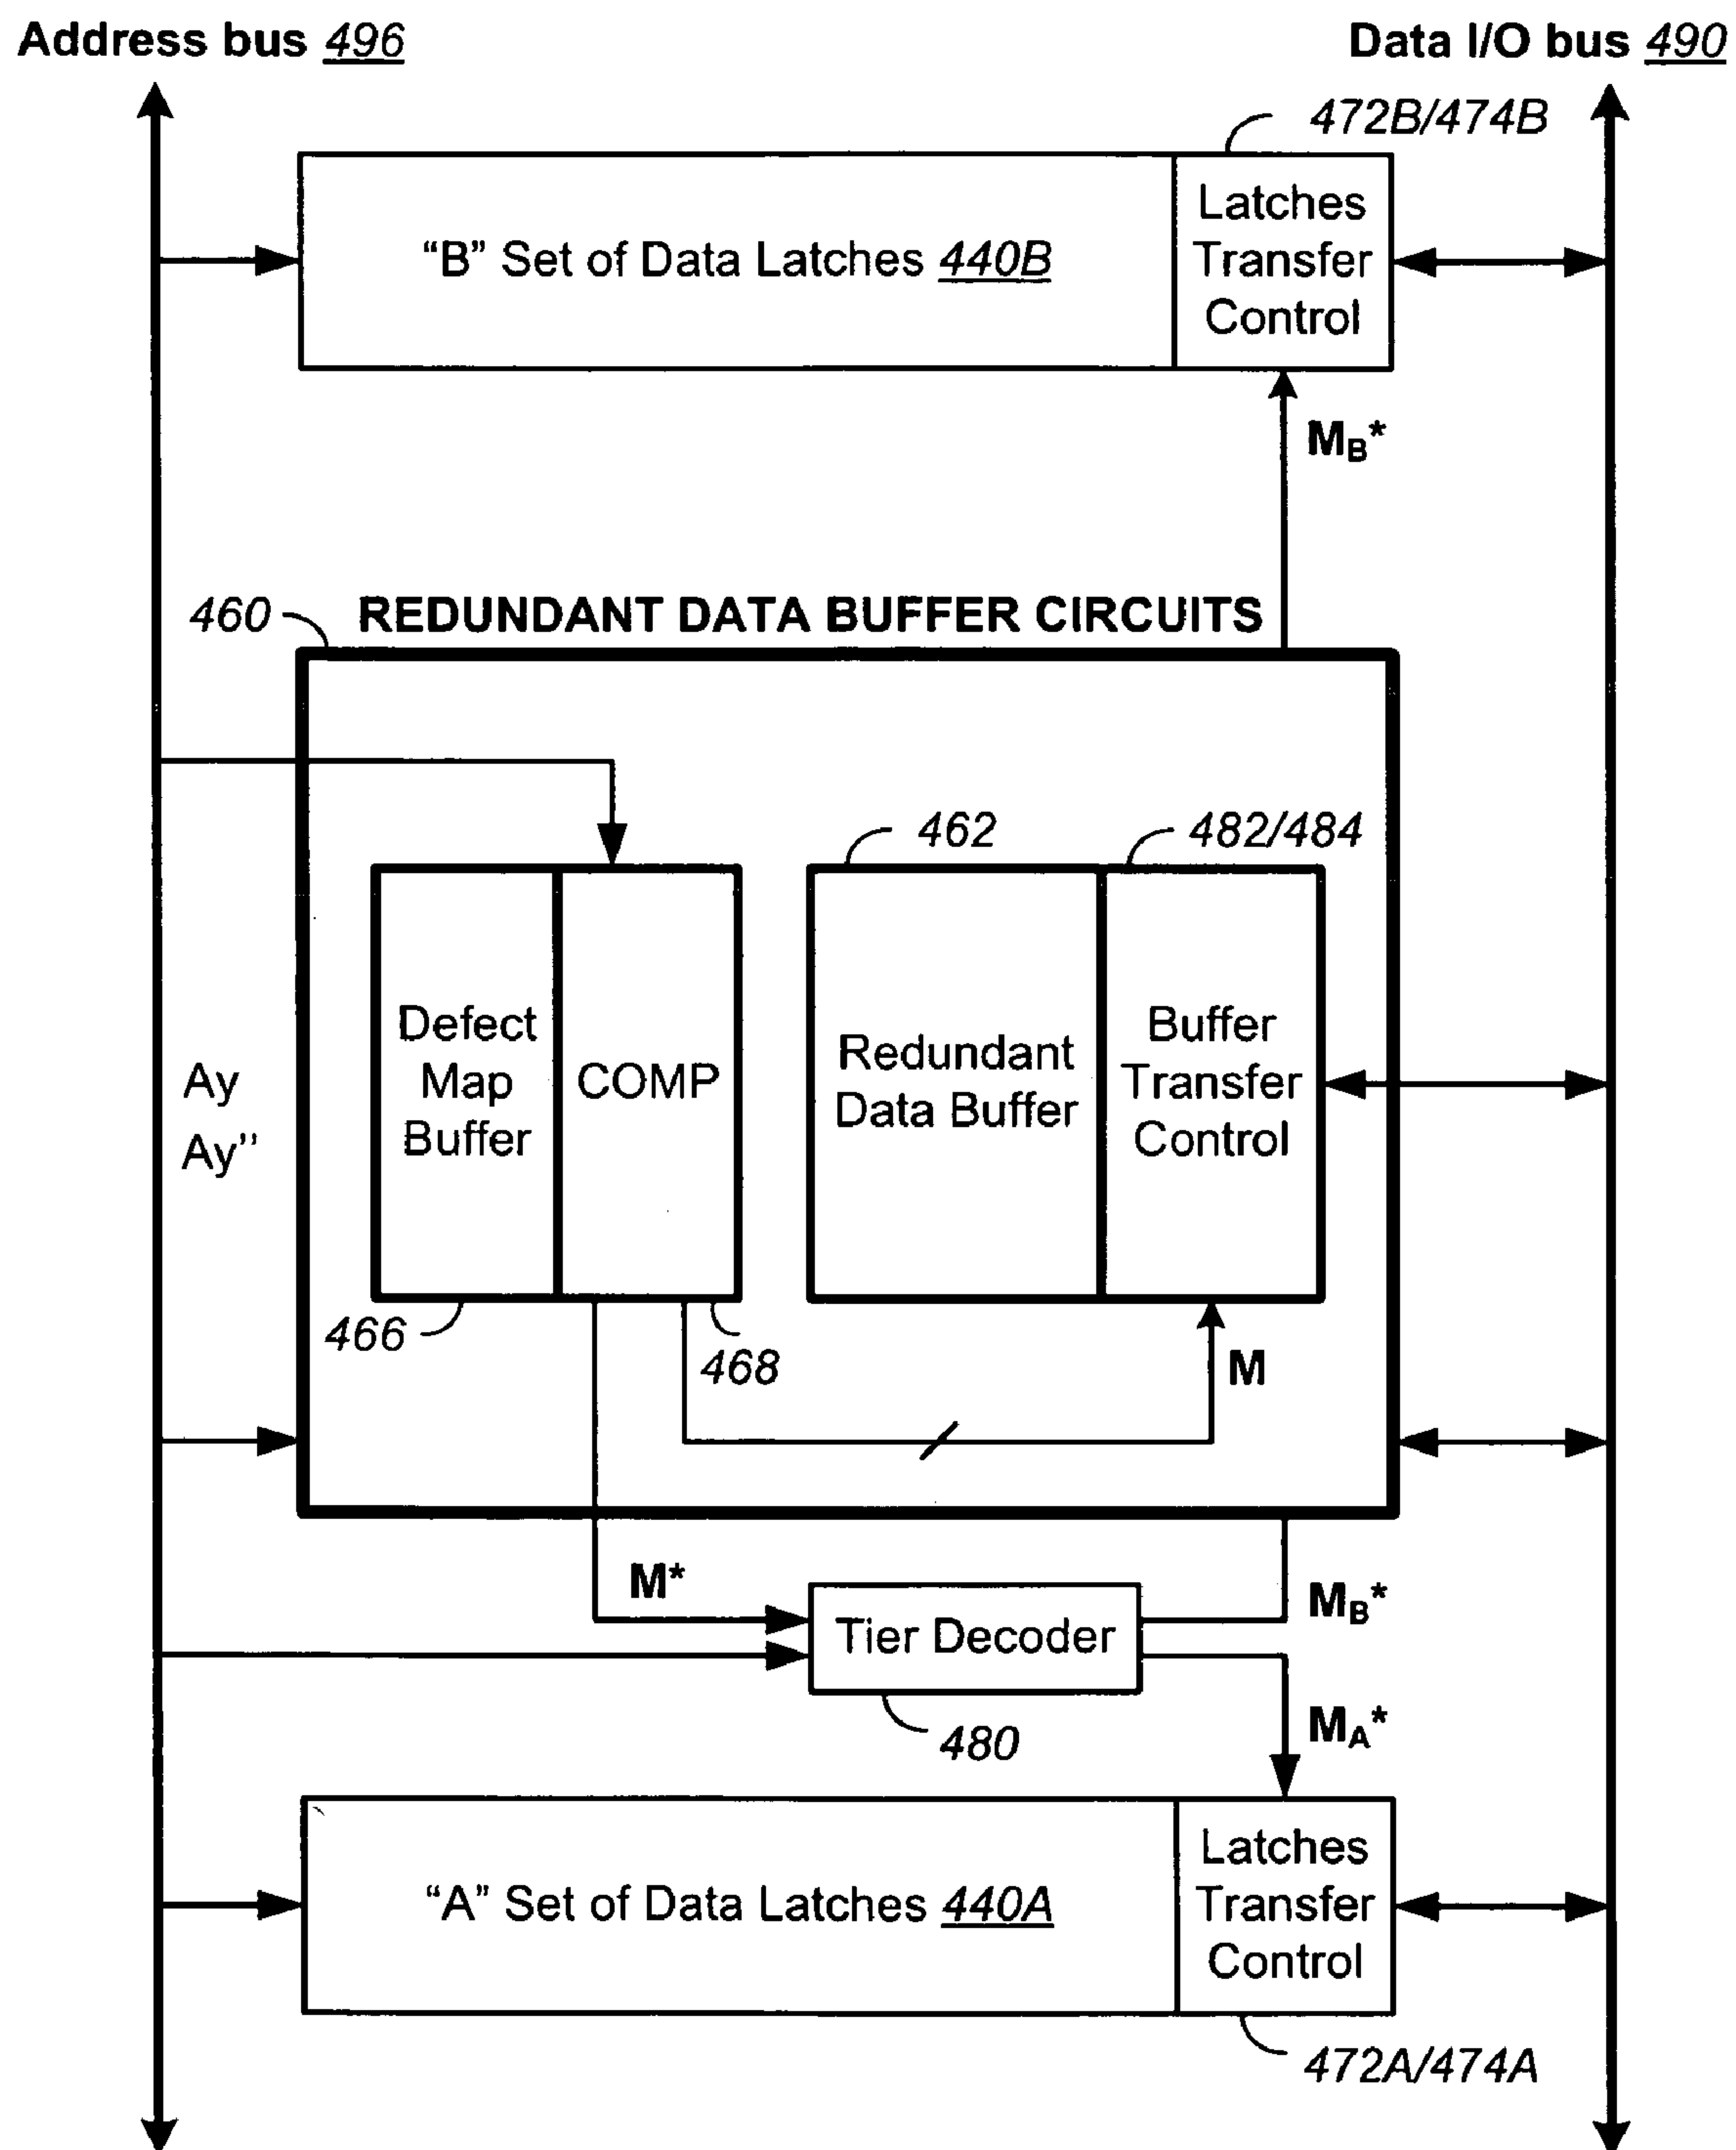 Address bus 496
Data I/O bus 490
472B/474B
“B” Set of Data Latches 440B
Latches
Transfer
Control
MB*
460
REDUNDANT DATA BUFFER CIRCUITS
462
482/484
Defect
Map
Buffer
COMP
Redundant
Data Buffer
Buffer
Transfer
Control
Ay
Ay”
466
468
M
M*
Tier Decoder
MB*
480
MA*
“A” Set of Data Latches 440A
Latches
Transfer
Control
472A/474A